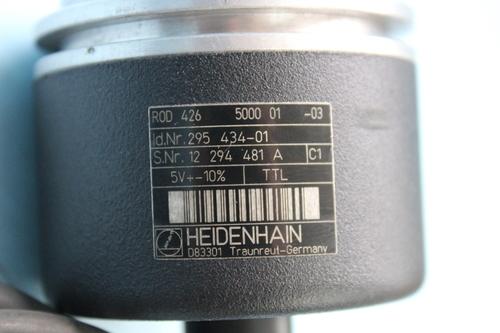 ROD 426 5000 01 -03
Id.Nr. 295 434-01
S.Nr. 12 294 481 A C1
5V+-10% TTL
HEIDENHAIN
D83301 Traunreut-Germany